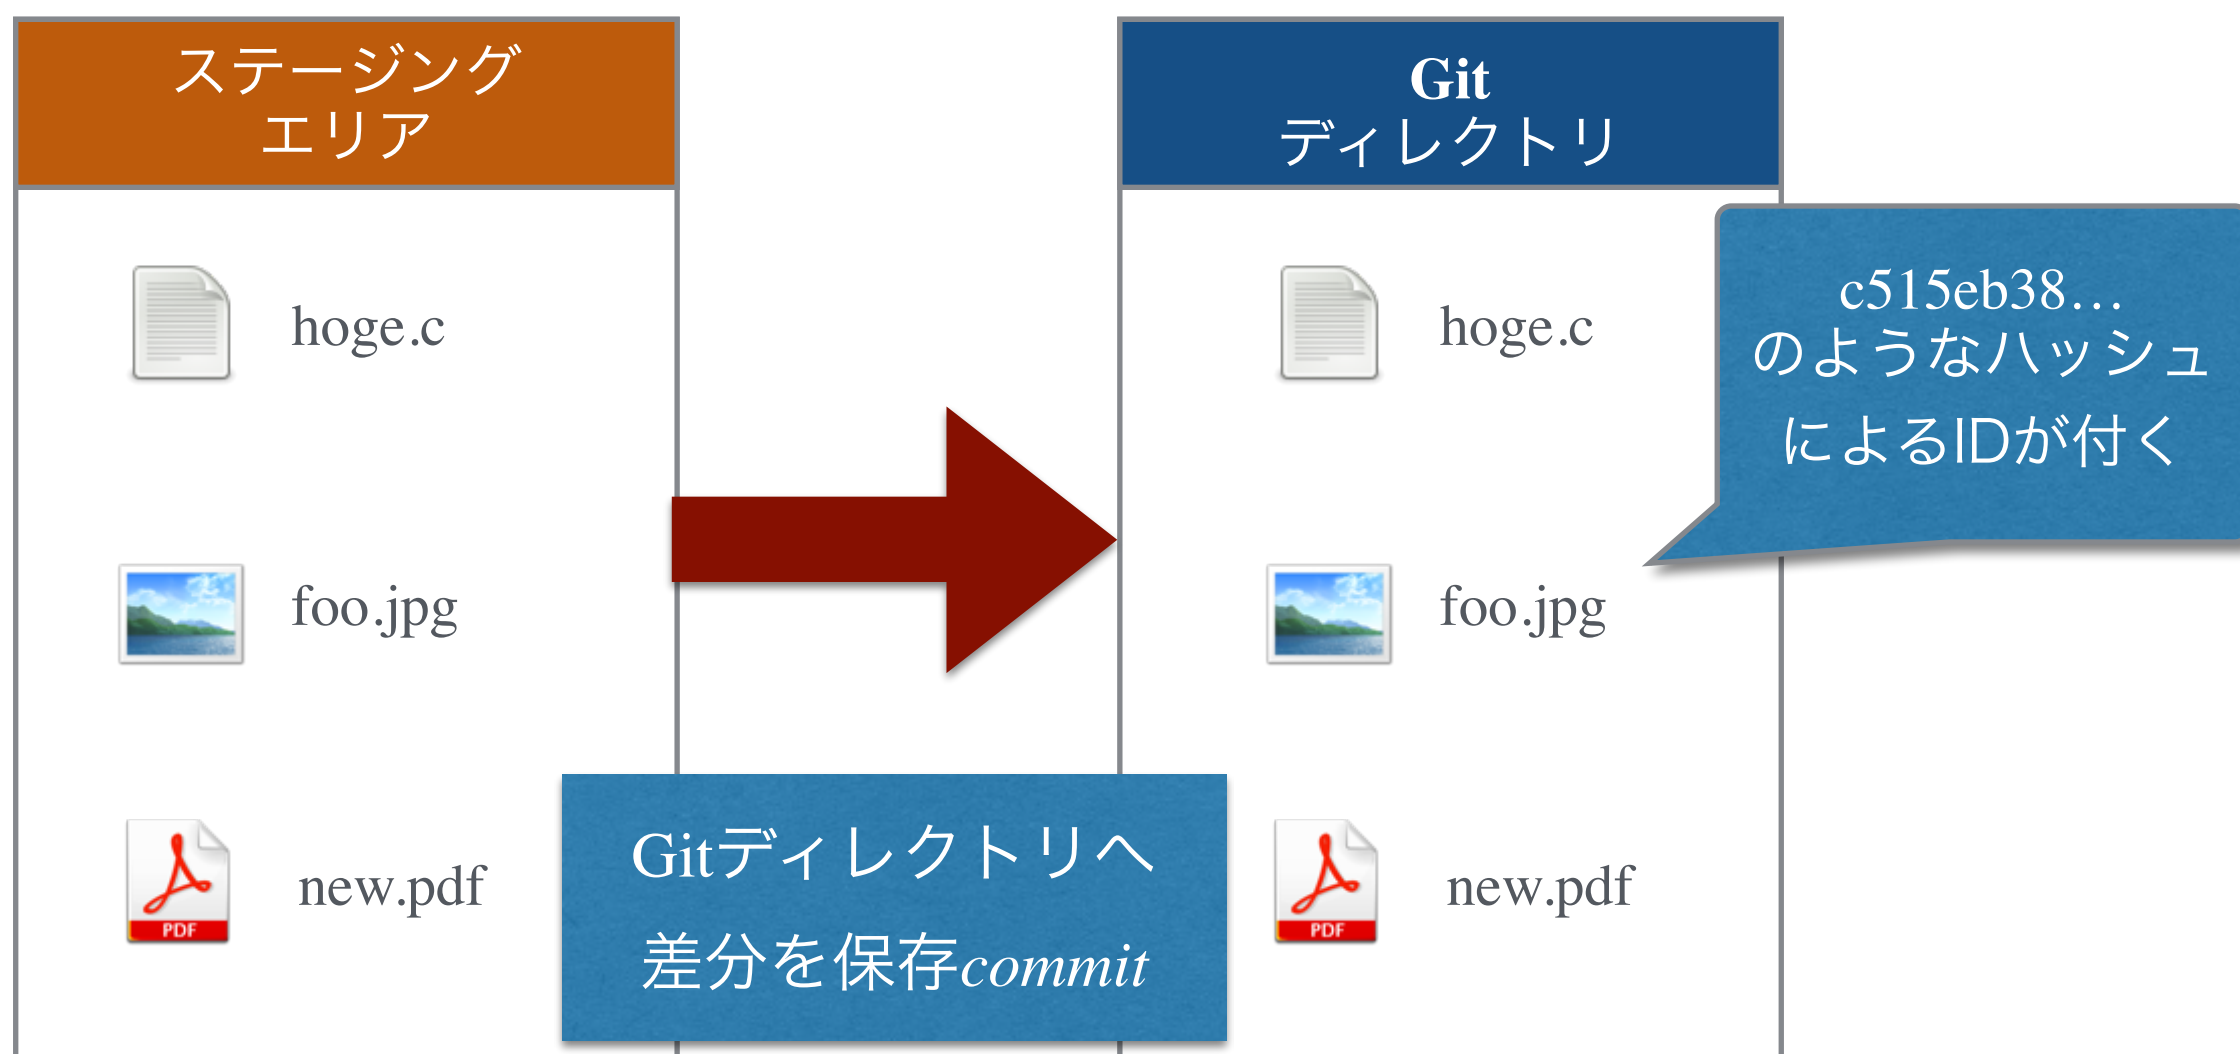 ステージング
エリア
Git
ディレクトリ
hoge.c
hoge.c
c515eb38…
のようなハッシュ
によるIDが付く
foo.jpg
foo.jpg
new.pdf
PDF
Gitディレクトリへ
差分を保存commit
new.pdf
PDF